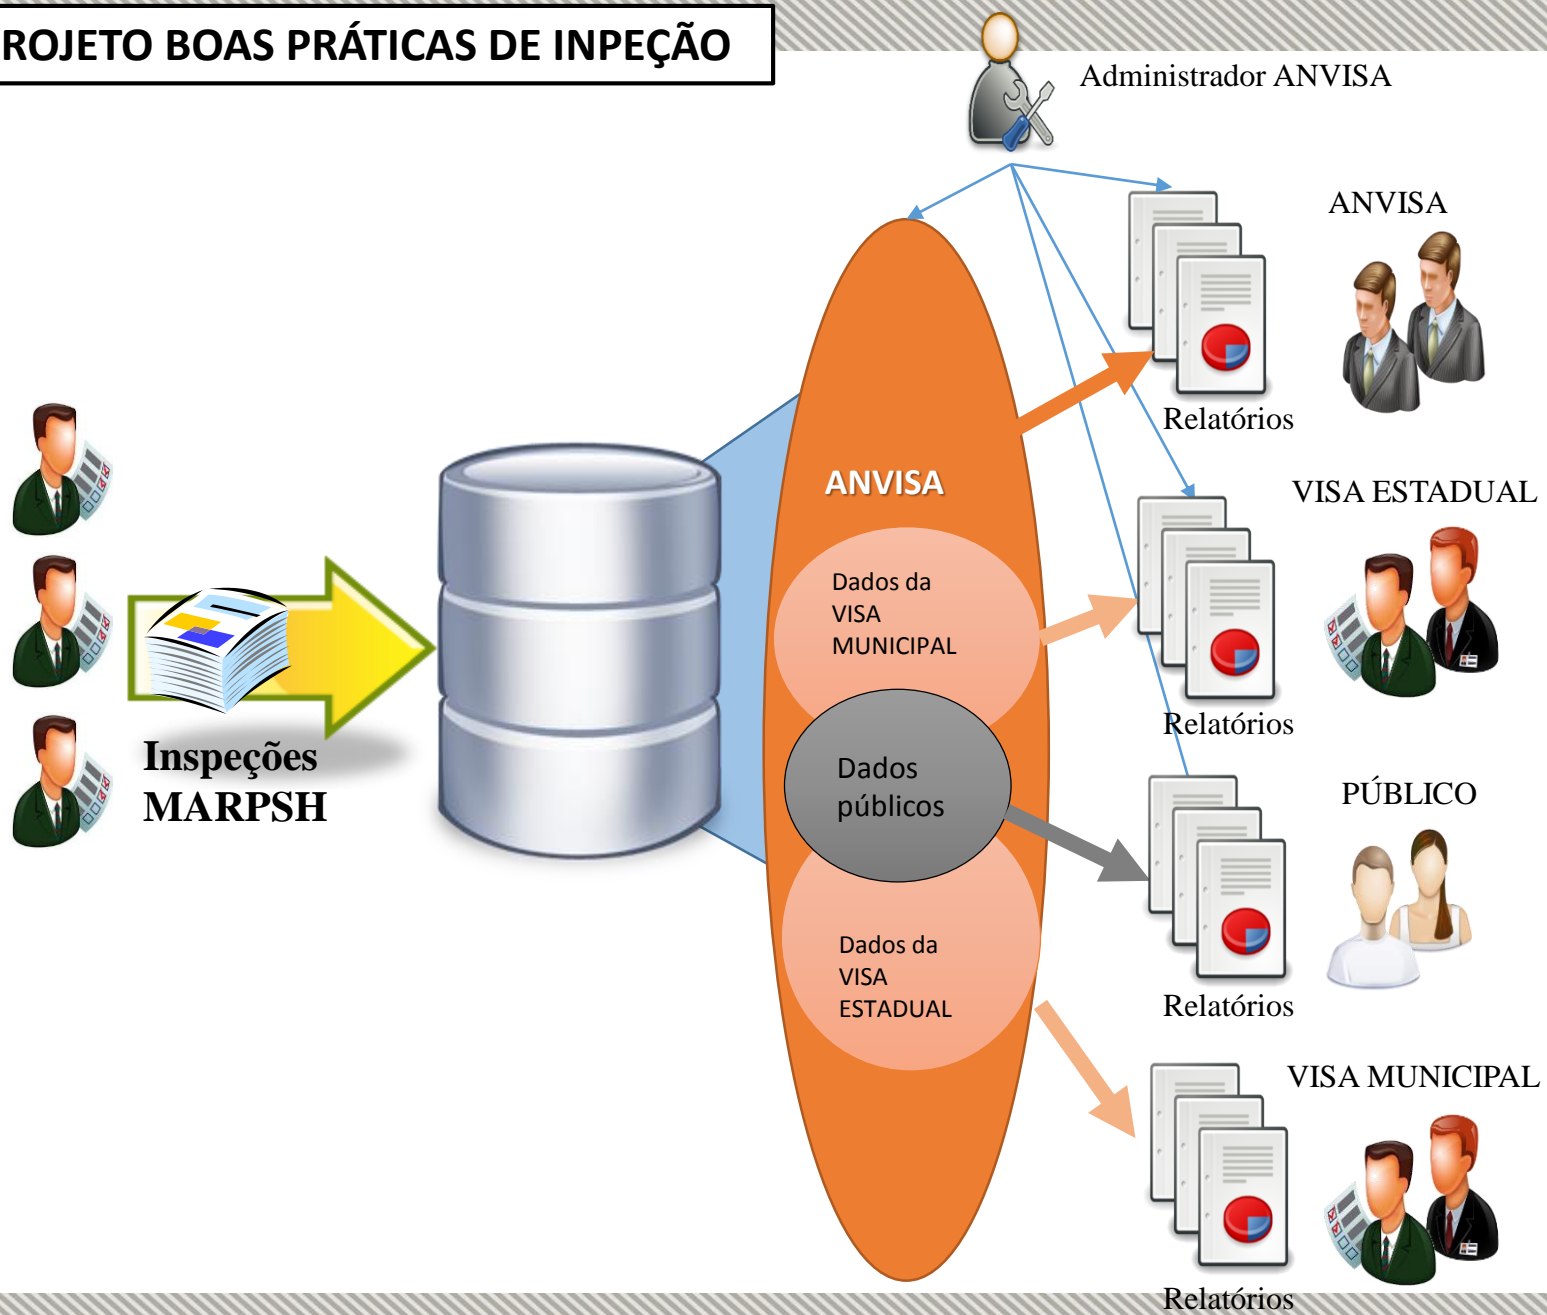 ROJETO BOAS PRÁTICAS DE INPEÇÃO
Administrador ANVISA
ANVISA
Relatórios
ANVISA
VISA ESTADUAL
Dados da
VISA
MUNICIPAL
Relatórios
Inspeções
MARPSH
Dados
públicos
PÚBLICO
Relatórios
Dados da
VISA
ESTADUAL
VISA MUNICIPAL
Relatórios